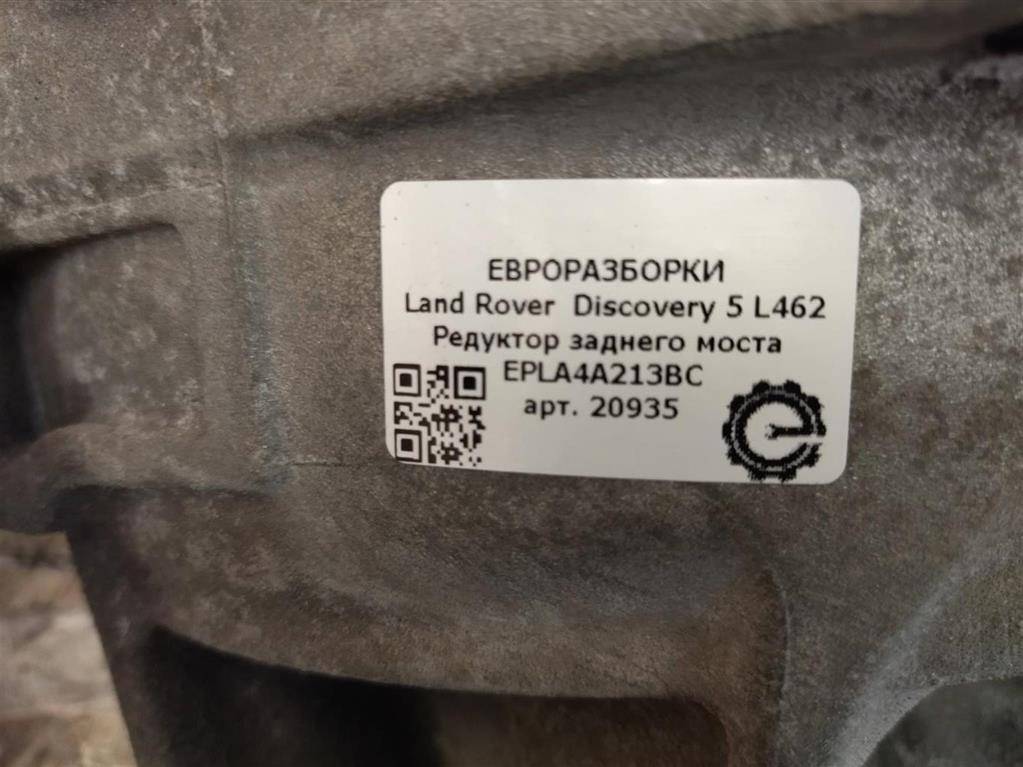 ЕВРОРАЗБОРКИ
Land Rover Discovery 5 L462
Редуктор заднего моста
EPLA4A213BC
арт. 20935